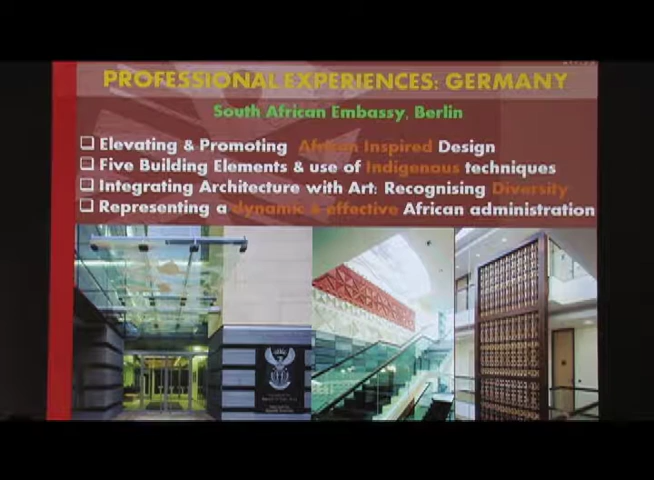 PROFESSIONAL EXPERIENCES: GERMANY
South African Embassy, Berlin
❑ Elevating & Promoting African Inspired Design
❑ Five Building Elements & use of Indigenous techniques
❑ Integrating Architecture with Art: Recognising Diversity
❑ Representing a dynamic & effective African administration